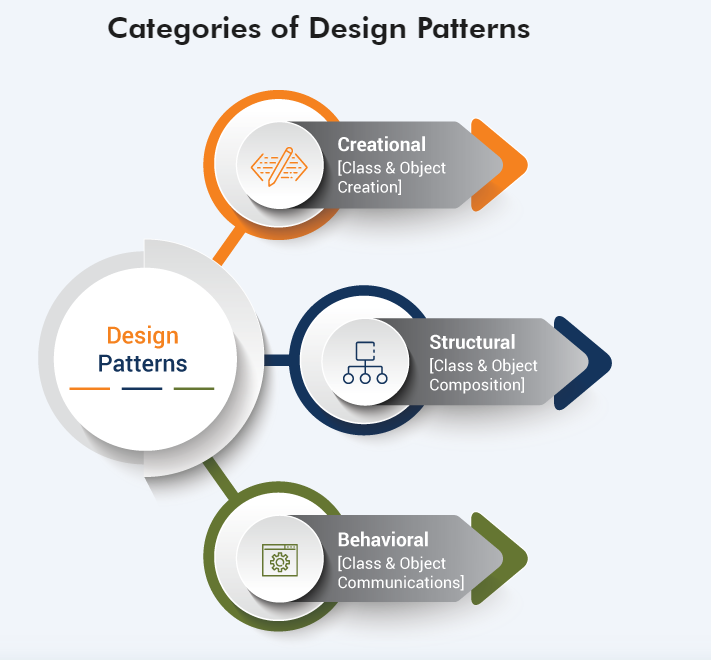 Categories of Design Patterns
Creational
[Class & Object
Creation]
Design
Patterns
Structural
[Class & Object
Composition]
Behavioral
[Class & Object
Communications]